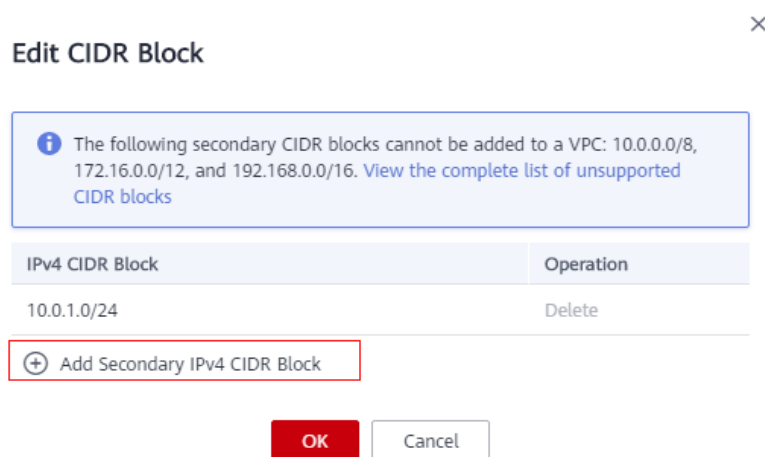 Edit CIDR Block
The following secondary CIDR blocks cannot be added to a VPC: 10.0.0.0/8,
172.16.0.0/12, and 192.168.0.0/16. View the complete list of unsupported
CIDR blocks
IPv4 CIDR Block Operation
10.0.1.0/24 Delete
Add Secondary IPv4 CIDR Block
OK Cancel